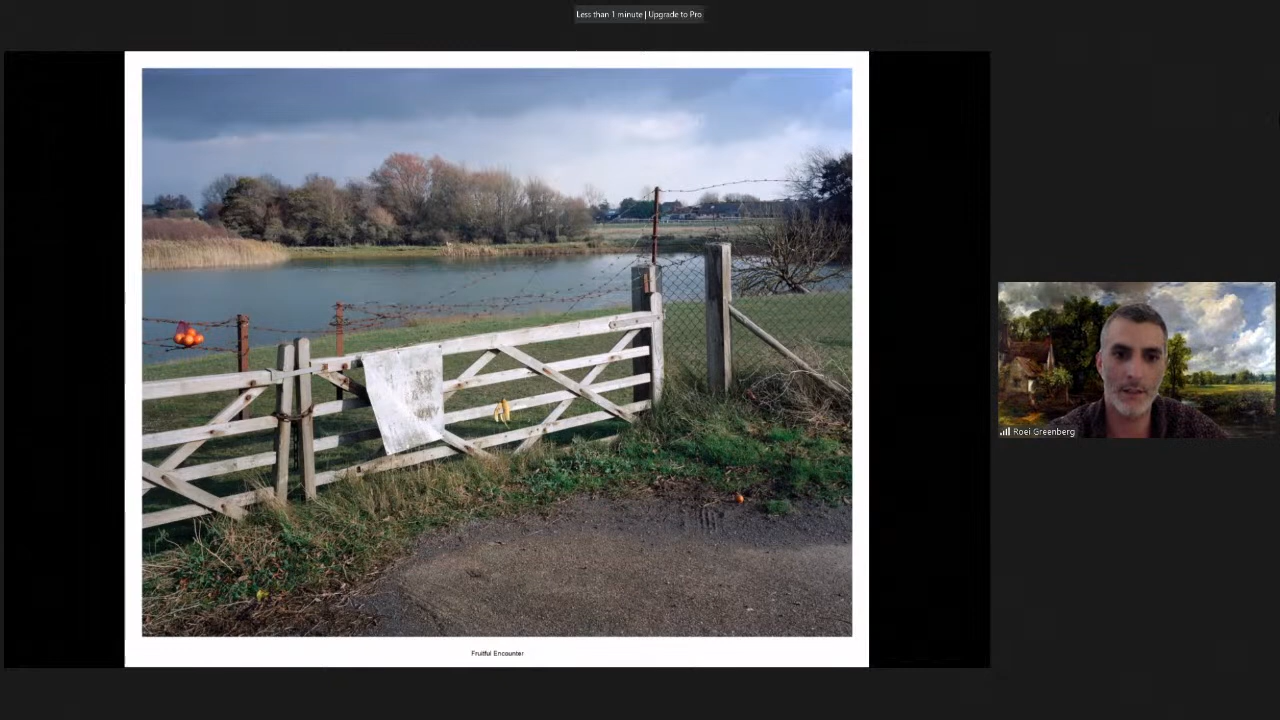 Less than 1 minute | Upgrade to Pro
Fruitful Encounter
Roei Greenberg